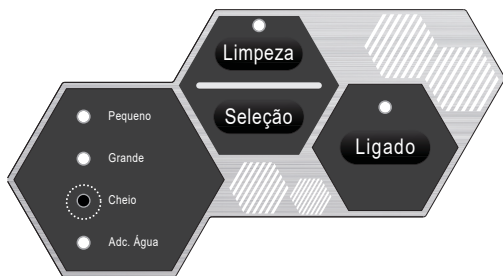 Limpeza
Seleção
Ligado
Pequeno
Grande
Cheio
Adc. Água